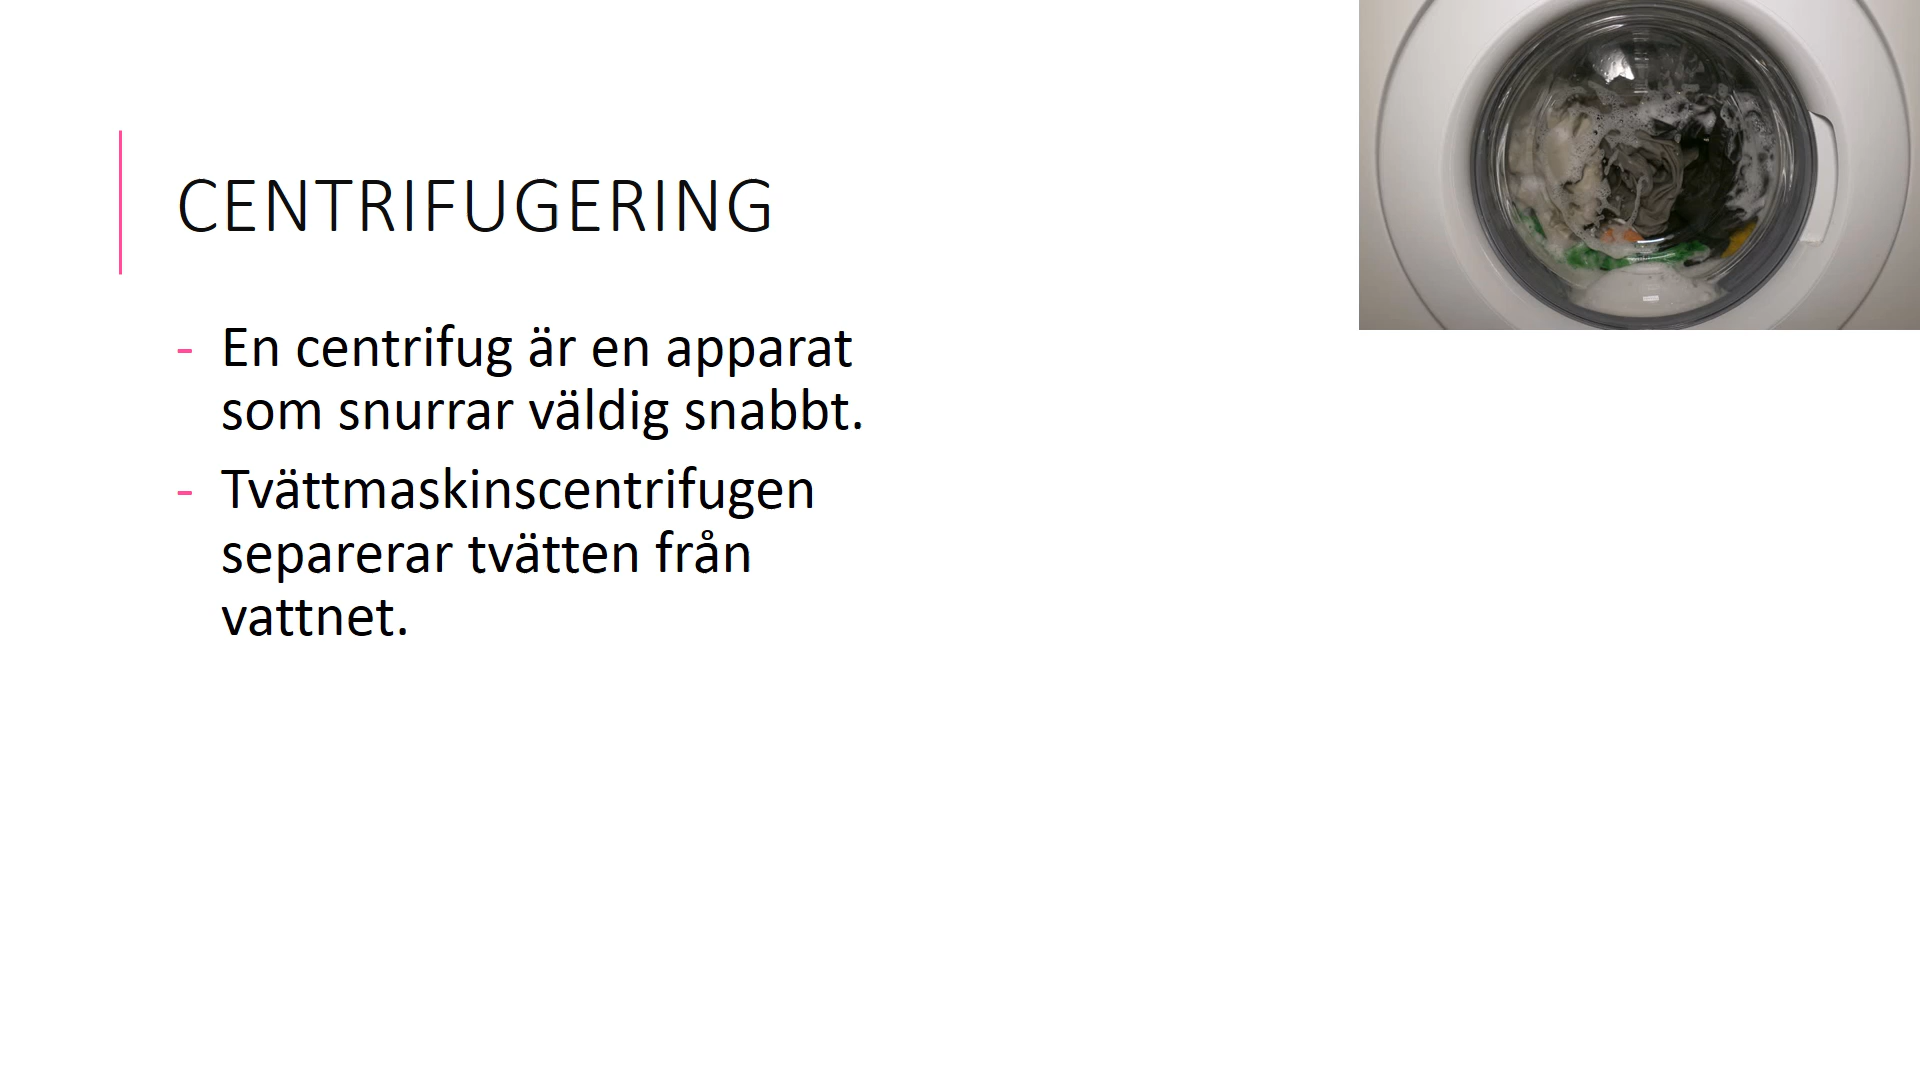 CENTRIFUGERING
- En centrifug är en apparat
som snurrar väldig snabbt.
- Tvättmaskinscentrifugen
separerar tvätten från
vattnet.